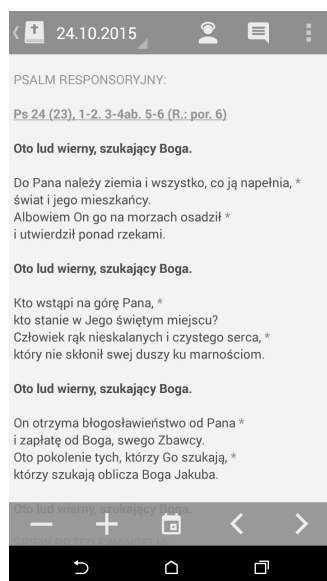 24.10.2015
PSALM RESPONSORYJNY:
Ps 24 (23), 1-2. 3-4ab. 5-6 (R.: por. 6)
Oto lud wierny, szukający Boga.
Do Pana należy ziemia i wszystko, co ją napełnia, *
świat i jego mieszkańcy.
Albowiem On go na morzach osadził *
i utwierdził ponad rzekami.
Oto lud wierny, szukający Boga.
Kto wstąpi na górę Pana, *
kto stanie w Jego świętym miejscu?
Człowiek rąk nieskalanych i czystego serca, *
który nie skłonił swej duszy ku marnościom.
Oto lud wierny, szukający Boga.
On otrzyma błogosławieństwo od Pana *
i zapłatę od Boga, swego Zbawcy.
Oto pokolenie tych, którzy Go szukają, *
którzy szukają oblicza Boga Jakuba.
Oto lud wierny, szukający Boga.
ŚPIEW PRZED EWANGELIĄ